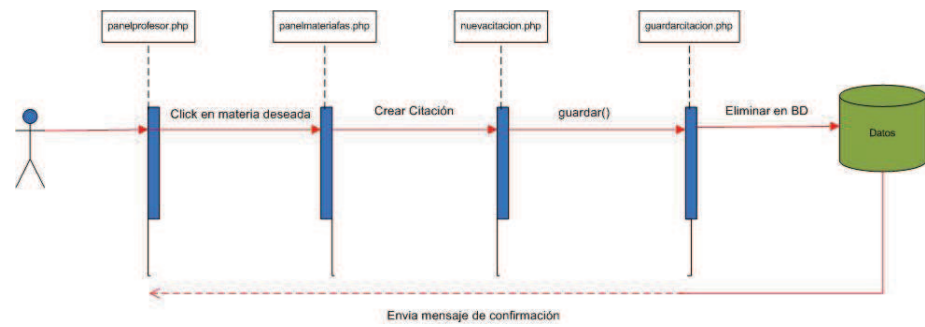 panelprofesor.php
panelmateriafas.php
nuevacitacion.php
guardarcitacion.php
Click en materia deseada
Crear Citación
guardar()
Eliminar en BD
Datos
Envia mensaje de confirmación